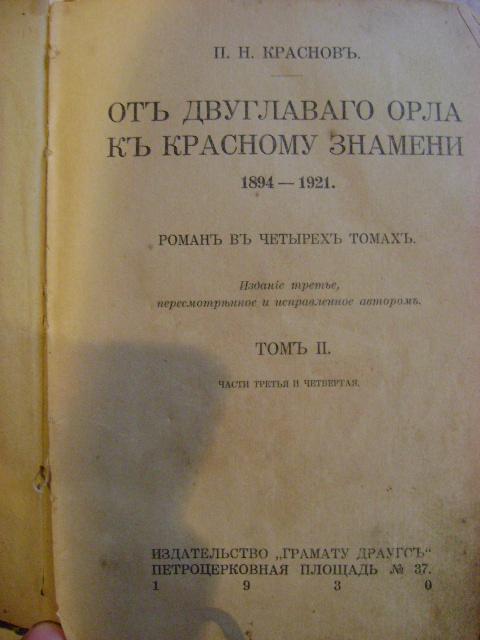 П. Н. КРАСНОВЪ.
ОТЪ ДВУГЛАВАГО ОРЛА
КЪ КРАСНОМУ ЗНАМЕНИ
1894 — 1921.
РОМАНЪ ВЪ ЧЕТЫРЕХЪ ТОМАХЪ.
Изданіе третье,
пересмотрѣнное и исправленное авторомъ.
ТОМЪ II.
ЧАСТИ ТРЕТЬЯ И ЧЕТВЕРТАЯ.
ИЗДАТЕЛЬСТВО „ГРАМАТУ ДРАУГСЪ“
ПЕТРОЦЕРКОВНАЯ ПЛОЩАДЬ № 37.
1 9 3 0